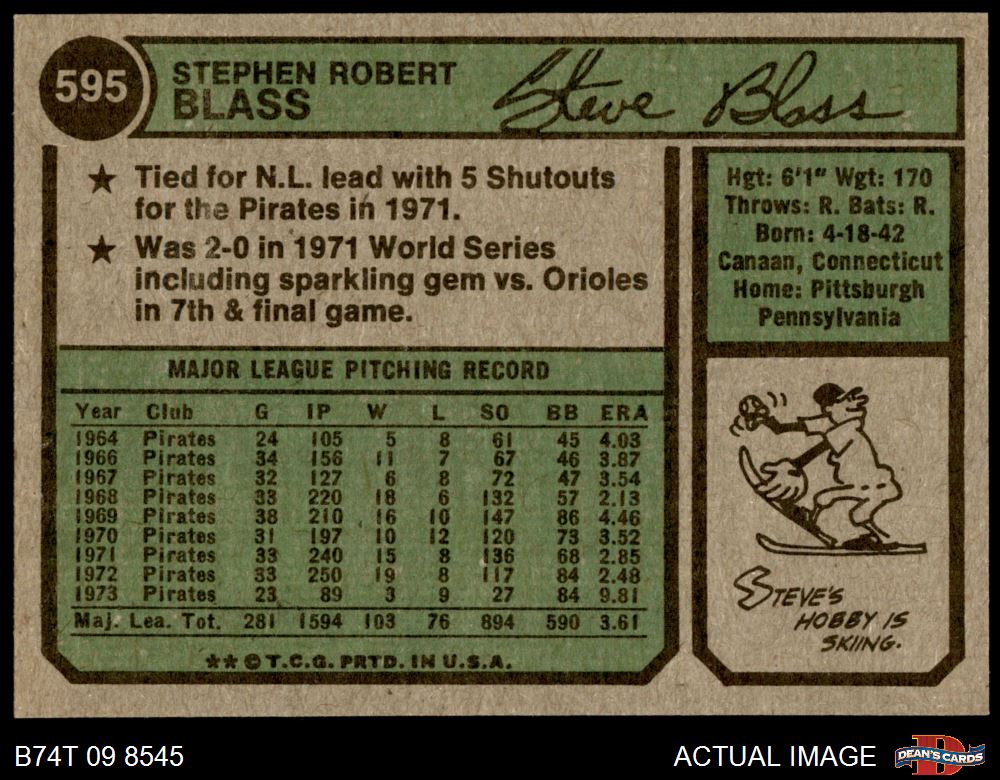 595
STEPHEN ROBERT
BLASS
Steve Blass
★ Tied for N.L. lead with 5 Shutouts
for the Pirates in 1971.
★ Was 2-0 in 1971 World Series
including sparkling gem vs. Orioles
in 7th & final game.
Hgt: 6'1" Wgt: 170
Throws: R. Bats: R.
Born: 4-18-42
Canaan, Connecticut
Home: Pittsburgh
Pennsylvania
MAJOR LEAGUE PITCHING RECORD
Year Club G IP W L SO BB ERA
1964 Pirates 24 105 5 8 61 45 4.03
1966 Pirates 34 156 11 7 67 46 3.87
1967 Pirates 32 127 6 8 72 47 3.54
1968 Pirates 33 220 18 6 132 57 2.13
1969 Pirates 38 210 16 10 147 86 4.46
1970 Pirates 31 197 10 12 120 73 3.52
1971 Pirates 33 240 15 8 136 68 2.85
1972 Pirates 33 250 19 8 117 84 2.48
1973 Pirates 23 89 3 9 27 84 9.81
Maj. Lea. Tot. 281 1594 103 76 894 590 3.61
★★ © T.C.G. PRTD. IN U.S.A.
STEVE'S
HOBBY IS
SKIING.
B74T 09 8545
ACTUAL IMAGE
D
DEAN'S CARDS